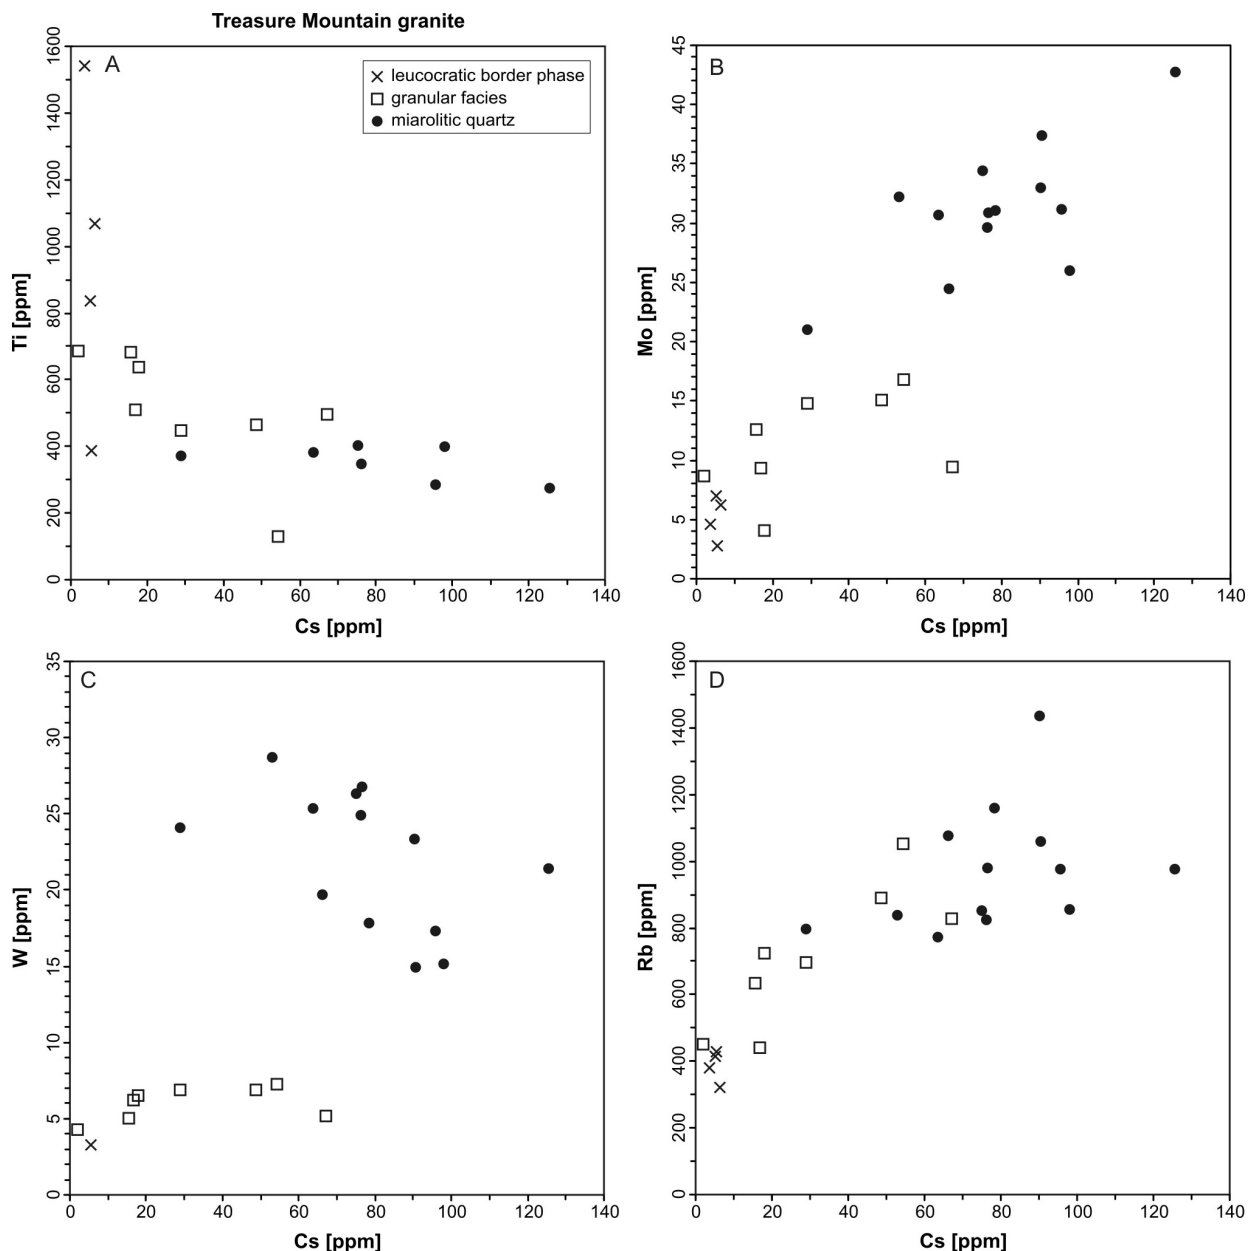 Treasure Mountain granite
A
leucocratic border phase
granular facies
miarolitic quartz
Ti [ppm]
0 200 400 600 800 1000 1200 1400 1600
0 20 40 60 80 100 120 140
Cs [ppm]
B
Mo [ppm]
0 5 10 15 20 25 30 35 40 45
0 20 40 60 80 100 120 140
Cs [ppm]
C
W [ppm]
0 5 10 15 20 25 30 35
0 20 40 60 80 100 120 140
Cs [ppm]
D
Rb [ppm]
0 200 400 600 800 1000 1200 1400 1600
0 20 40 60 80 100 120 140
Cs [ppm]